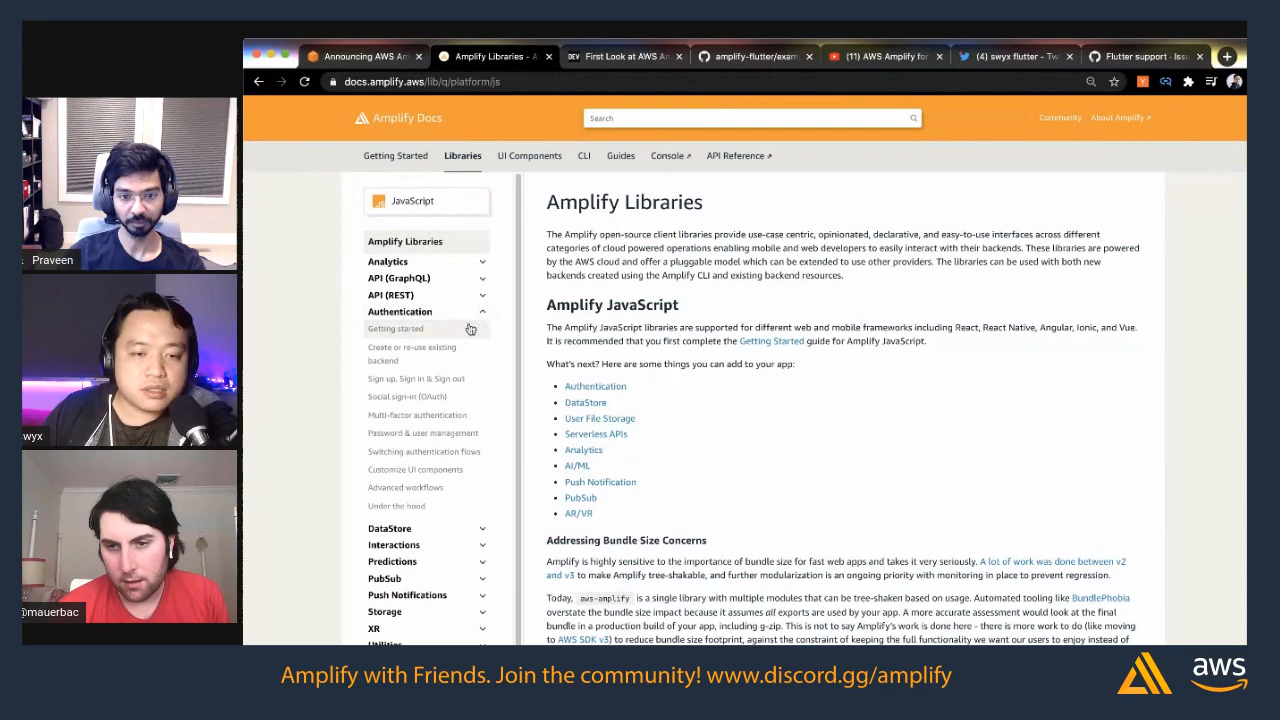 Announcing AWS Am
Amplify Libraries - A
DEV First Look at AWS Am
amplify-flutter/exam
(11) AWS Amplify for
(4) swyx flutter - Twi
Flutter support · Issu
docs.amplify.aws/lib/q/platform/js
Amplify Docs
Search
Community
About Amplify
Getting Started
Libraries
UI Components
CLI
Guides
Console
API Reference
JavaScript
Amplify Libraries
Analytics
API (GraphQL)
API (REST)
Authentication
Getting started
Create or re-use existing
backend
Sign up, Sign in & Sign out
Social sign-in (OAuth)
Multi-factor authentication
Password & user management
Switching authentication flows
Customize UI components
Advanced workflows
Under the hood
DataStore
Interactions
Predictions
PubSub
Push Notifications
Storage
XR
Amplify Libraries
The Amplify open-source client libraries provide use-case centric, opinionated, declarative, and easy-to-use interfaces across different
categories of cloud powered operations enabling mobile and web developers to easily interact with their backends. These libraries are powered
by the AWS cloud and offer a pluggable model which can be extended to use other providers. The libraries can be used with both new
backends created using the Amplify CLI and existing backend resources.
Amplify JavaScript
The Amplify JavaScript libraries are supported for different web and mobile frameworks including React, React Native, Angular, Ionic, and Vue.
It is recommended that you first complete the Getting Started guide for Amplify JavaScript.
What's next? Here are some things you can add to your app:
• Authentication
• DataStore
• User File Storage
• Serverless APIs
• Analytics
• AI/ML
• Push Notification
• PubSub
• AR/VR
Addressing Bundle Size Concerns
Amplify is highly sensitive to the importance of bundle size for fast web apps and takes it very seriously. A lot of work was done between v2
and v3 to make Amplify tree-shakable, and further modularization is an ongoing priority with monitoring in place to prevent regression.
Today, aws-amplify is a single library with multiple modules that can be tree-shaken based on usage. Automated tooling like BundlePhobia
overstate the bundle size impact because it assumes all exports are used by your app. A more accurate assessment would look at the final
bundle in a production build of your app, including g-zip. This is not to say Amplify's work is done here - there is more work to do (like moving
to AWS SDK v3) to reduce bundle size footprint, against the constraint of keeping the full functionality we want our users to enjoy instead of
Praveen
wyx
@mauerbac
Amplify with Friends. Join the community! www.discord.gg/amplify
aws